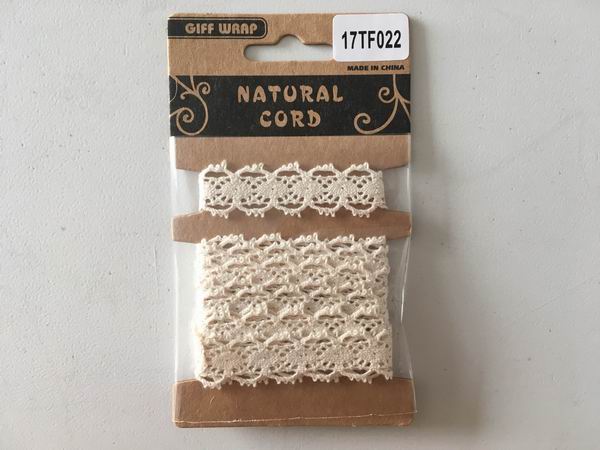 GIFF WRAP
17TF022
MADE IN CHINA
NATURAL
CORD